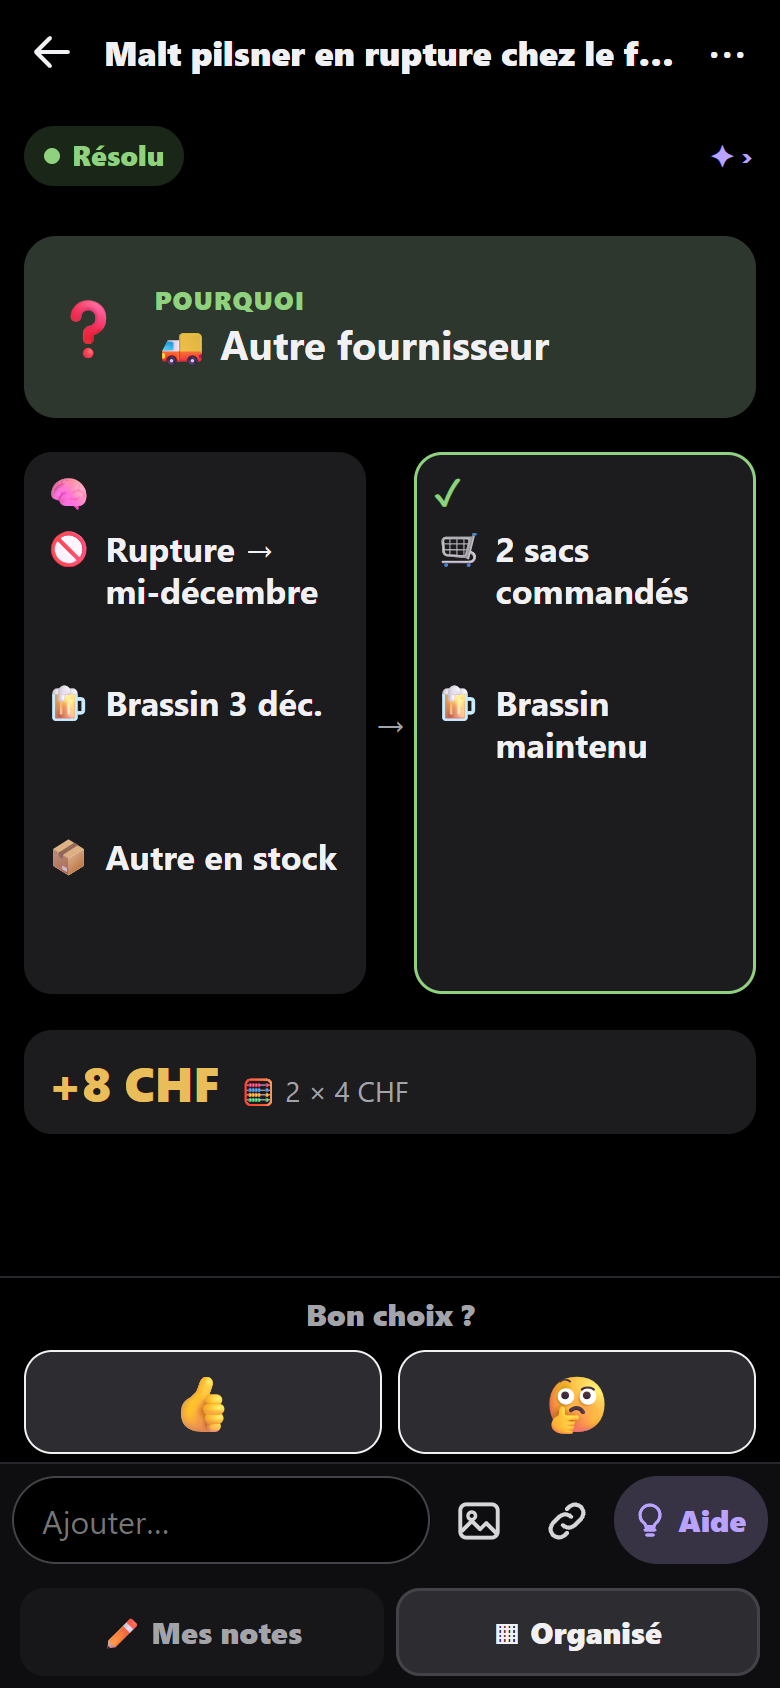 Malt pilsner en rupture chez le f...
Résolu
POURQUOI
Autre fournisseur
Rupture →
mi-décembre
Brassin 3 déc.
Autre en stock
→
2 sacs
commandés
Brassin
maintenu
+8 CHF 2 × 4 CHF
Bon choix ?
Ajouter...
Aide
Mes notes
Organisé